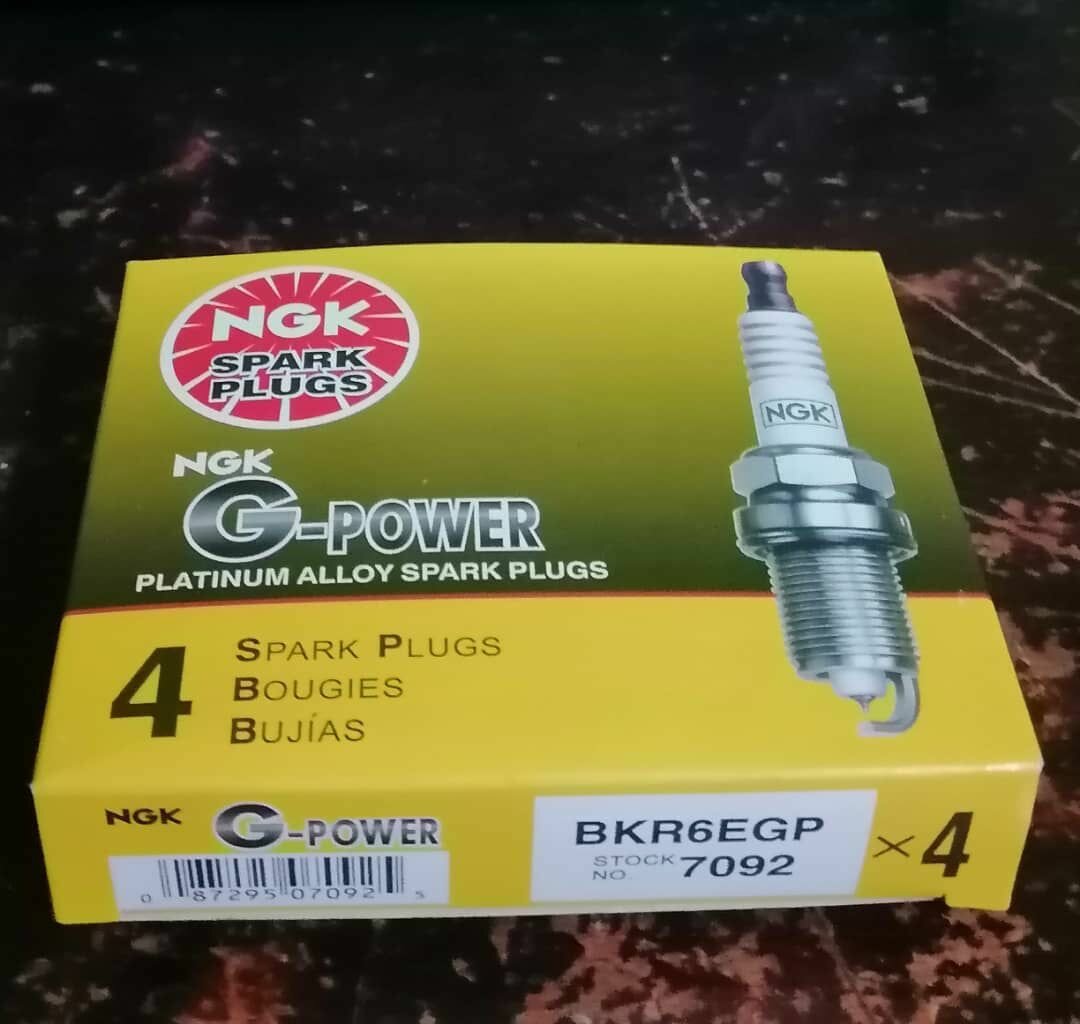 NGK
SPARK
PLUGS
NGK
NGK
G-POWER
PLATINUM ALLOY SPARK PLUGS
4
SPARK PLUGS
BOUGIES
BUJÍAS
NGK G-POWER
BKR6EGP
STOCK NO. 7092
×4
0 87295 07092 5